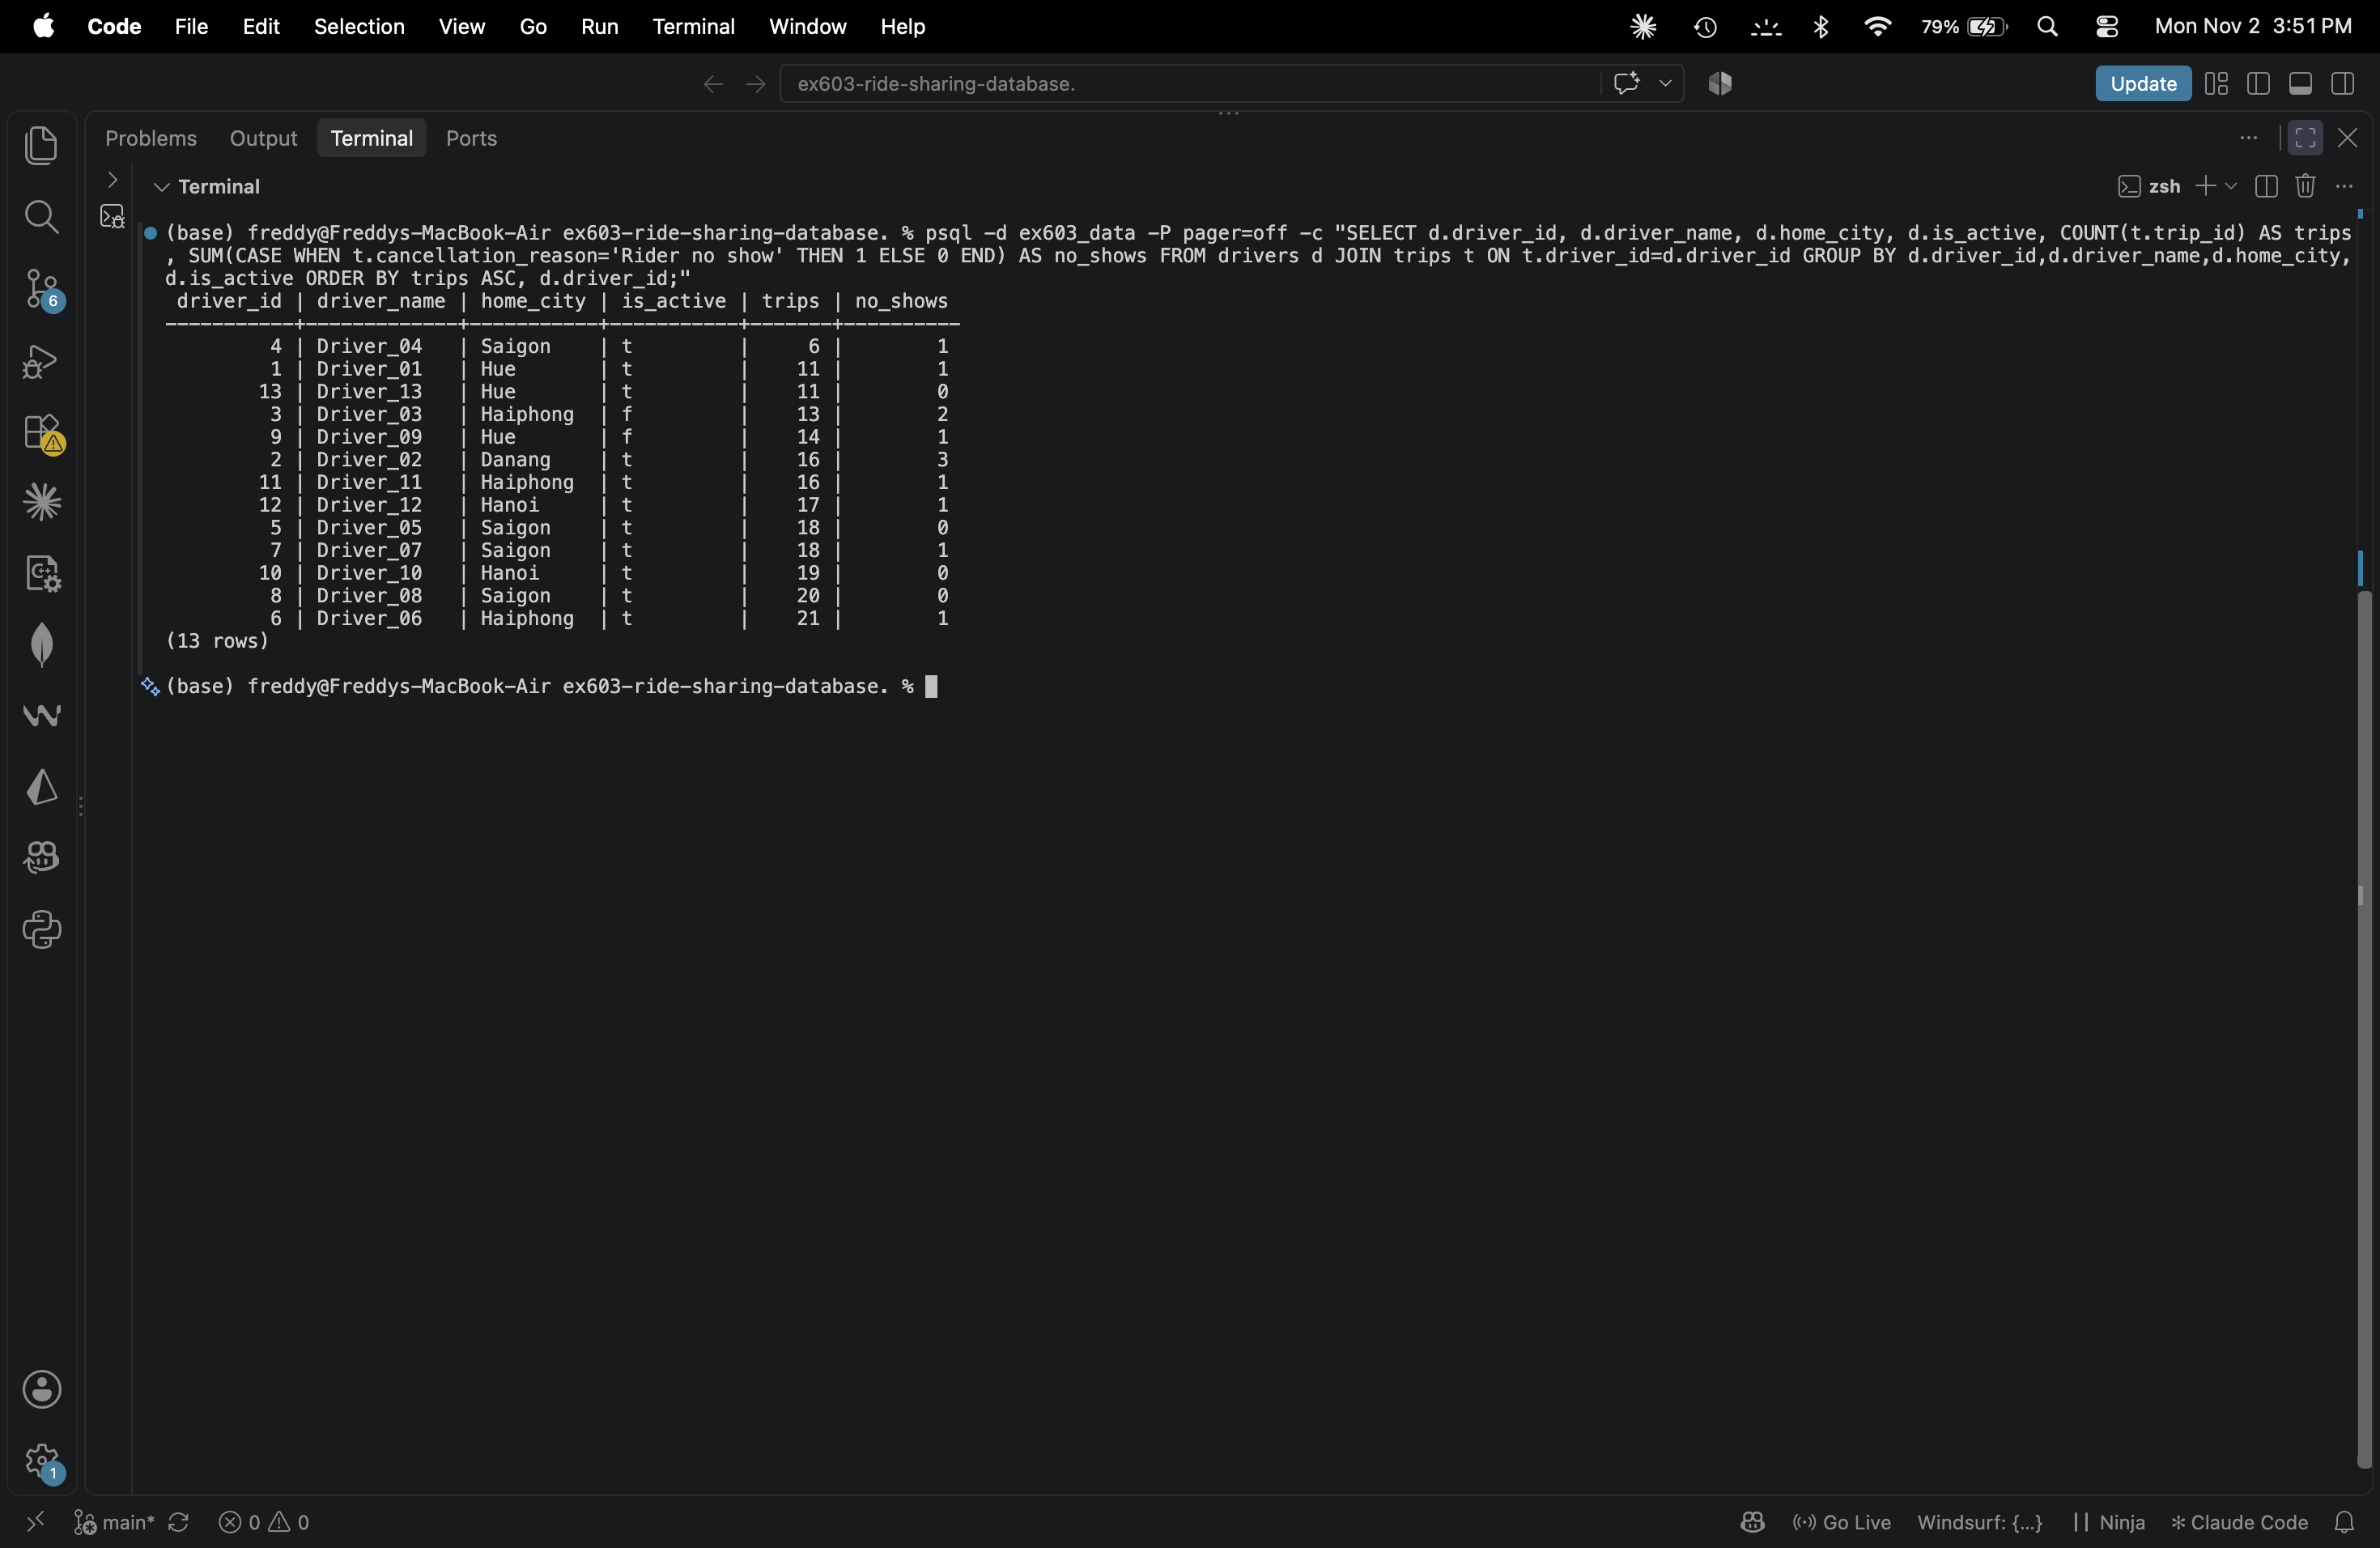 Code File Edit Selection View Go Run Terminal Window Help 79% Mon Nov 2 3:51 PM
ex603-ride-sharing-database. Update
Problems Output Terminal Ports
Terminal zsh
(base) freddy@Freddys-MacBook-Air ex603-ride-sharing-database. % psql -d ex603_data -P pager=off -c "SELECT d.driver_id, d.driver_name, d.home_city, d.is_active, COUNT(t.trip_id) AS trips
, SUM(CASE WHEN t.cancellation_reason='Rider no show' THEN 1 ELSE 0 END) AS no_shows FROM drivers d JOIN trips t ON t.driver_id=d.driver_id GROUP BY d.driver_id,d.driver_name,d.home_city,
d.is_active ORDER BY trips ASC, d.driver_id;"
driver_id | driver_name | home_city | is_active | trips | no_shows
-----------+-------------+-----------+-----------+-------+----------
4 | Driver_04 | Saigon | t | 6 | 1
1 | Driver_01 | Hue | t | 11 | 1
13 | Driver_13 | Hue | t | 11 | 0
3 | Driver_03 | Haiphong | f | 13 | 2
9 | Driver_09 | Hue | f | 14 | 1
2 | Driver_02 | Danang | t | 16 | 3
11 | Driver_11 | Haiphong | t | 16 | 1
12 | Driver_12 | Hanoi | t | 17 | 1
5 | Driver_05 | Saigon | t | 18 | 0
7 | Driver_07 | Saigon | t | 18 | 1
10 | Driver_10 | Hanoi | t | 19 | 0
8 | Driver_08 | Saigon | t | 20 | 0
6 | Driver_06 | Haiphong | t | 21 | 1
(13 rows)
(base) freddy@Freddys-MacBook-Air ex603-ride-sharing-database. %
6
C++
1
main* 0 0 Go Live Windsurf: {...} Ninja Claude Code